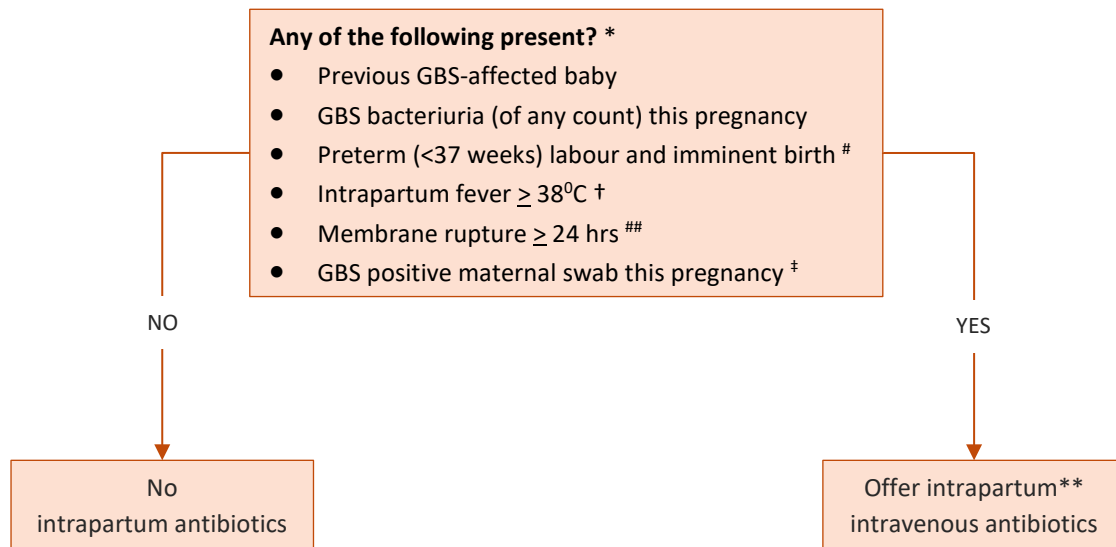 Any of the following present? *
● Previous GBS-affected baby
● GBS bacteriuria (of any count) this pregnancy
● Preterm (<37 weeks) labour and imminent birth #
● Intrapartum fever ≥ 38⁰C †
● Membrane rupture ≥ 24 hrs ##
● GBS positive maternal swab this pregnancy ‡
NO
YES
No
intrapartum antibiotics
Offer intrapartum**
intravenous antibiotics